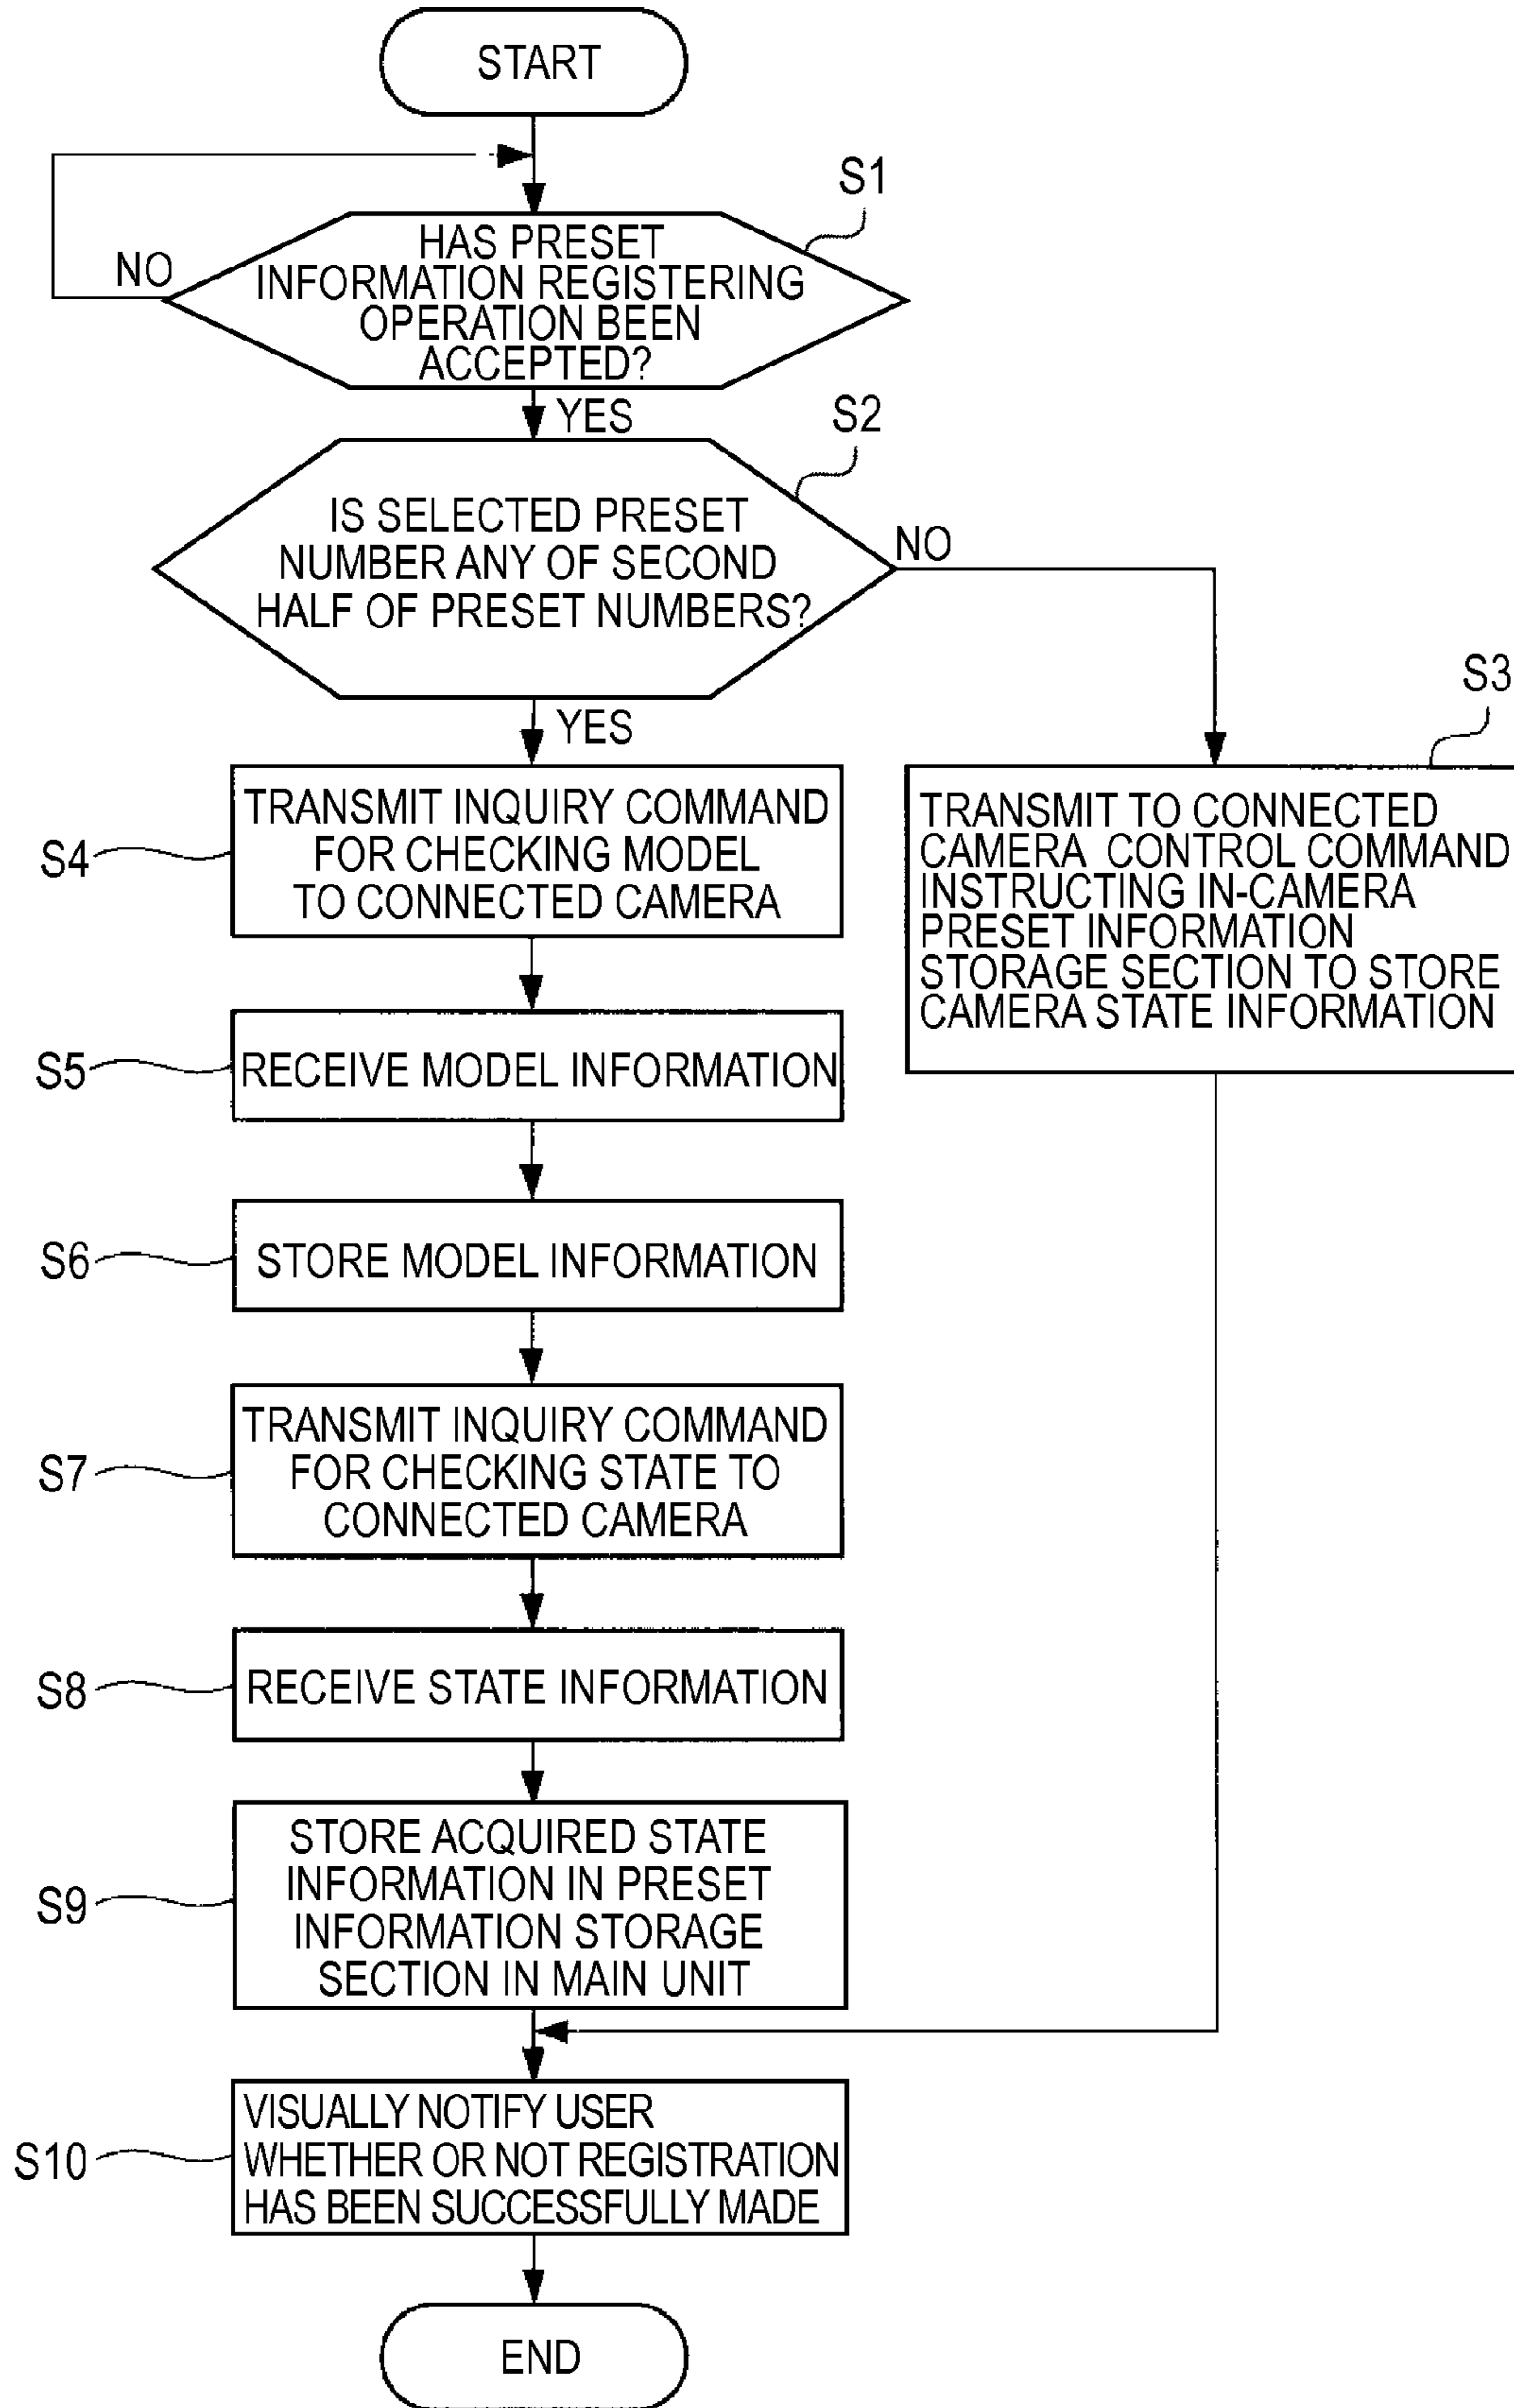 START
S1
HAS PRESET
INFORMATION REGISTERING
OPERATION BEEN
ACCEPTED?
NO
YES
S2
IS SELECTED PRESET
NUMBER ANY OF SECOND
HALF OF PRESET NUMBERS?
NO
YES
S3
TRANSMIT TO CONNECTED
CAMERA CONTROL COMMAND
INSTRUCTING IN-CAMERA
PRESET INFORMATION
STORAGE SECTION TO STORE
CAMERA STATE INFORMATION
S4
TRANSMIT INQUIRY COMMAND
FOR CHECKING MODEL
TO CONNECTED CAMERA
S5
RECEIVE MODEL INFORMATION
S6
STORE MODEL INFORMATION
S7
TRANSMIT INQUIRY COMMAND
FOR CHECKING STATE TO
CONNECTED CAMERA
S8
RECEIVE STATE INFORMATION
S9
STORE ACQUIRED STATE
INFORMATION IN PRESET
INFORMATION STORAGE
SECTION IN MAIN UNIT
S10
VISUALLY NOTIFY USER
WHETHER OR NOT REGISTRATION
HAS BEEN SUCCESSFULLY MADE
END